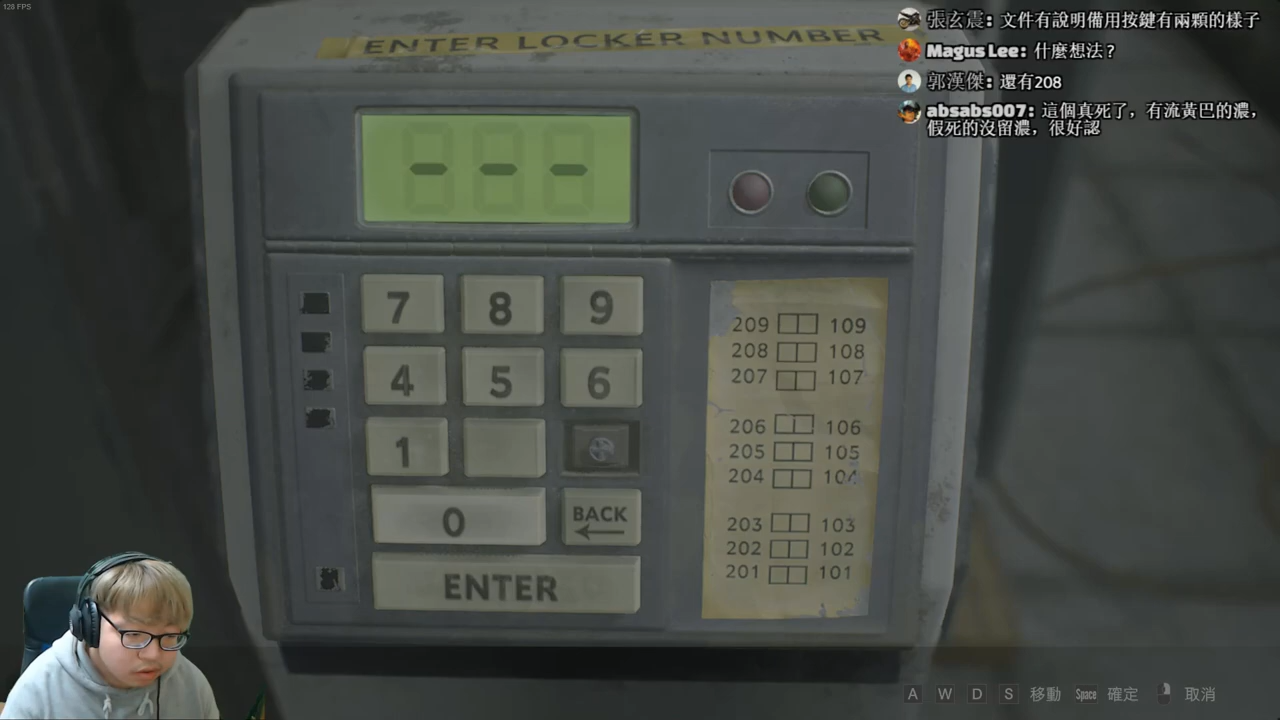 128 FPS
ENTER LOCKER NUMBER
張玄震: 文件有說明備用按鍵有兩顆的樣子
Magus Lee: 什麼想法？
郭漢傑: 還有208
absabs007: 這個真死了，有流黃巴的濃，
假死的沒留濃，很好認
- - -
7 8 9
4 5 6
1
0 BACK
ENTER
209 109
208 108
207 107
206 106
205 105
204 104
203 103
202 102
201 101
A W D S 移動 Space 確定 取消